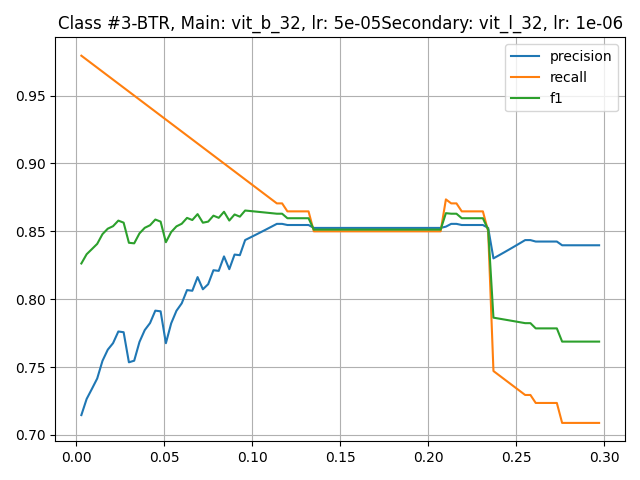 Class #3-BTR, Main: vit_b_32, lr: 5e-05Secondary: vit_l_32, lr: 1e-06
precision
recall
f1
0.95
0.90
0.85
0.80
0.75
0.70
0.00 0.05 0.10 0.15 0.20 0.25 0.30